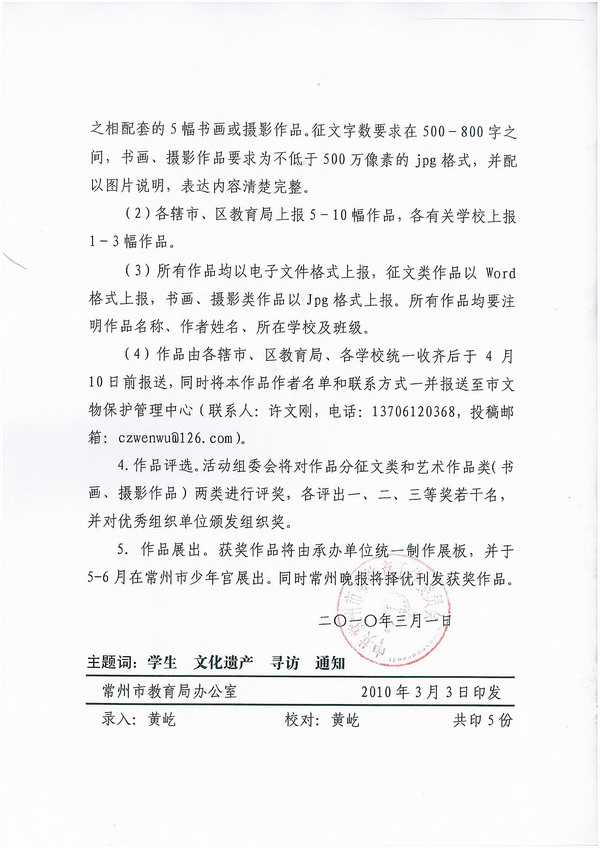 之相配套的5幅书画或摄影作品。征文字数要求在500-800字之
间，书画、摄影作品要求为不低于500万像素的jpg格式，并配
以图片说明，表达内容清楚完整。
（2）各辖市、区教育局上报5-10幅作品，各有关学校上报
1-3幅作品。
（3）所有作品均以电子文件格式上报，征文类作品以 Word
格式上报，书画、摄影类作品以Jpg格式上报。所有作品均要注
明作品名称、作者姓名、所在学校及班级。
（4）作品由各辖市、区教育局、各学校统一收齐后于 4 月
10日前报送，同时将本作品作者名单和联系方式一并报送至市文
物保护管理中心（联系人：许文刚，电话：13706120368，投稿邮
箱：czwenwu@126.com）。
4.作品评选。活动组委会将对作品分征文类和艺术作品类（书
画、摄影作品）两类进行评奖，各评出一、二、三等奖若干名，
并对优秀组织单位颁发组织奖。
5. 作品展出。获奖作品将由承办单位统一制作展板，并于
5-6月在常州市少年宫展出。同时常州晚报将择优刊发获奖作品。
二〇一〇年三月一日
主题词：学生 文化遗产 寻访 通知
常州市教育局办公室 2010年3月3日印发
录入：黄屹 校对：黄屹 共印5份